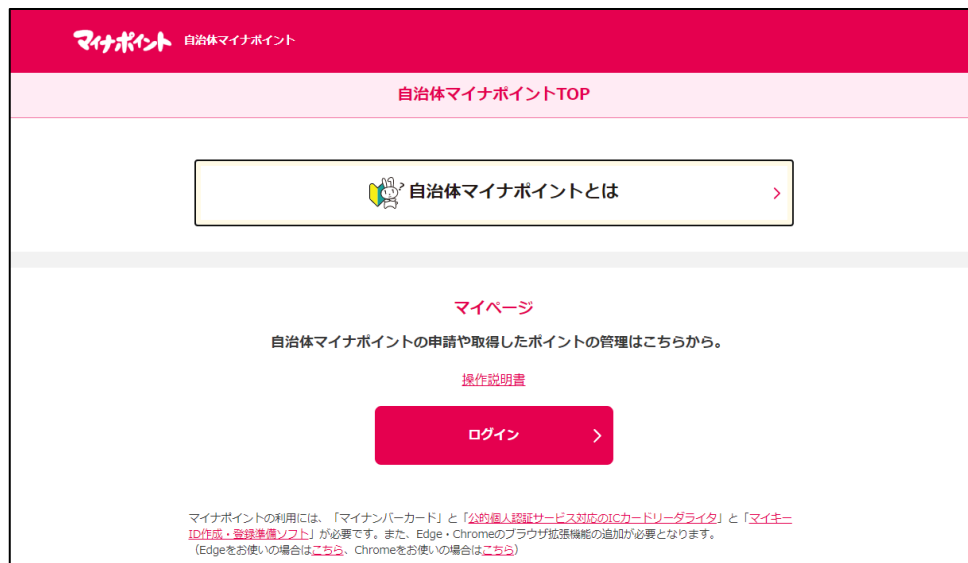 マイナポイント 自治体マイナポイント
自治体マイナポイントTOP
? 自治体マイナポイントとは
マイページ
自治体マイナポイントの申請や取得したポイントの管理はこちらから。
操作説明書
ログイン
マイナポイントの利用には、「マイナンバーカード」と「公的個人認証サービス対応のICカードリーダライタ」と「マイキー
ID作成・登録準備ソフト」が必要です。また、Edge・Chromeのブラウザ拡張機能の追加が必要となります。
（Edgeをお使いの場合はこちら、Chromeをお使いの場合はこちら）